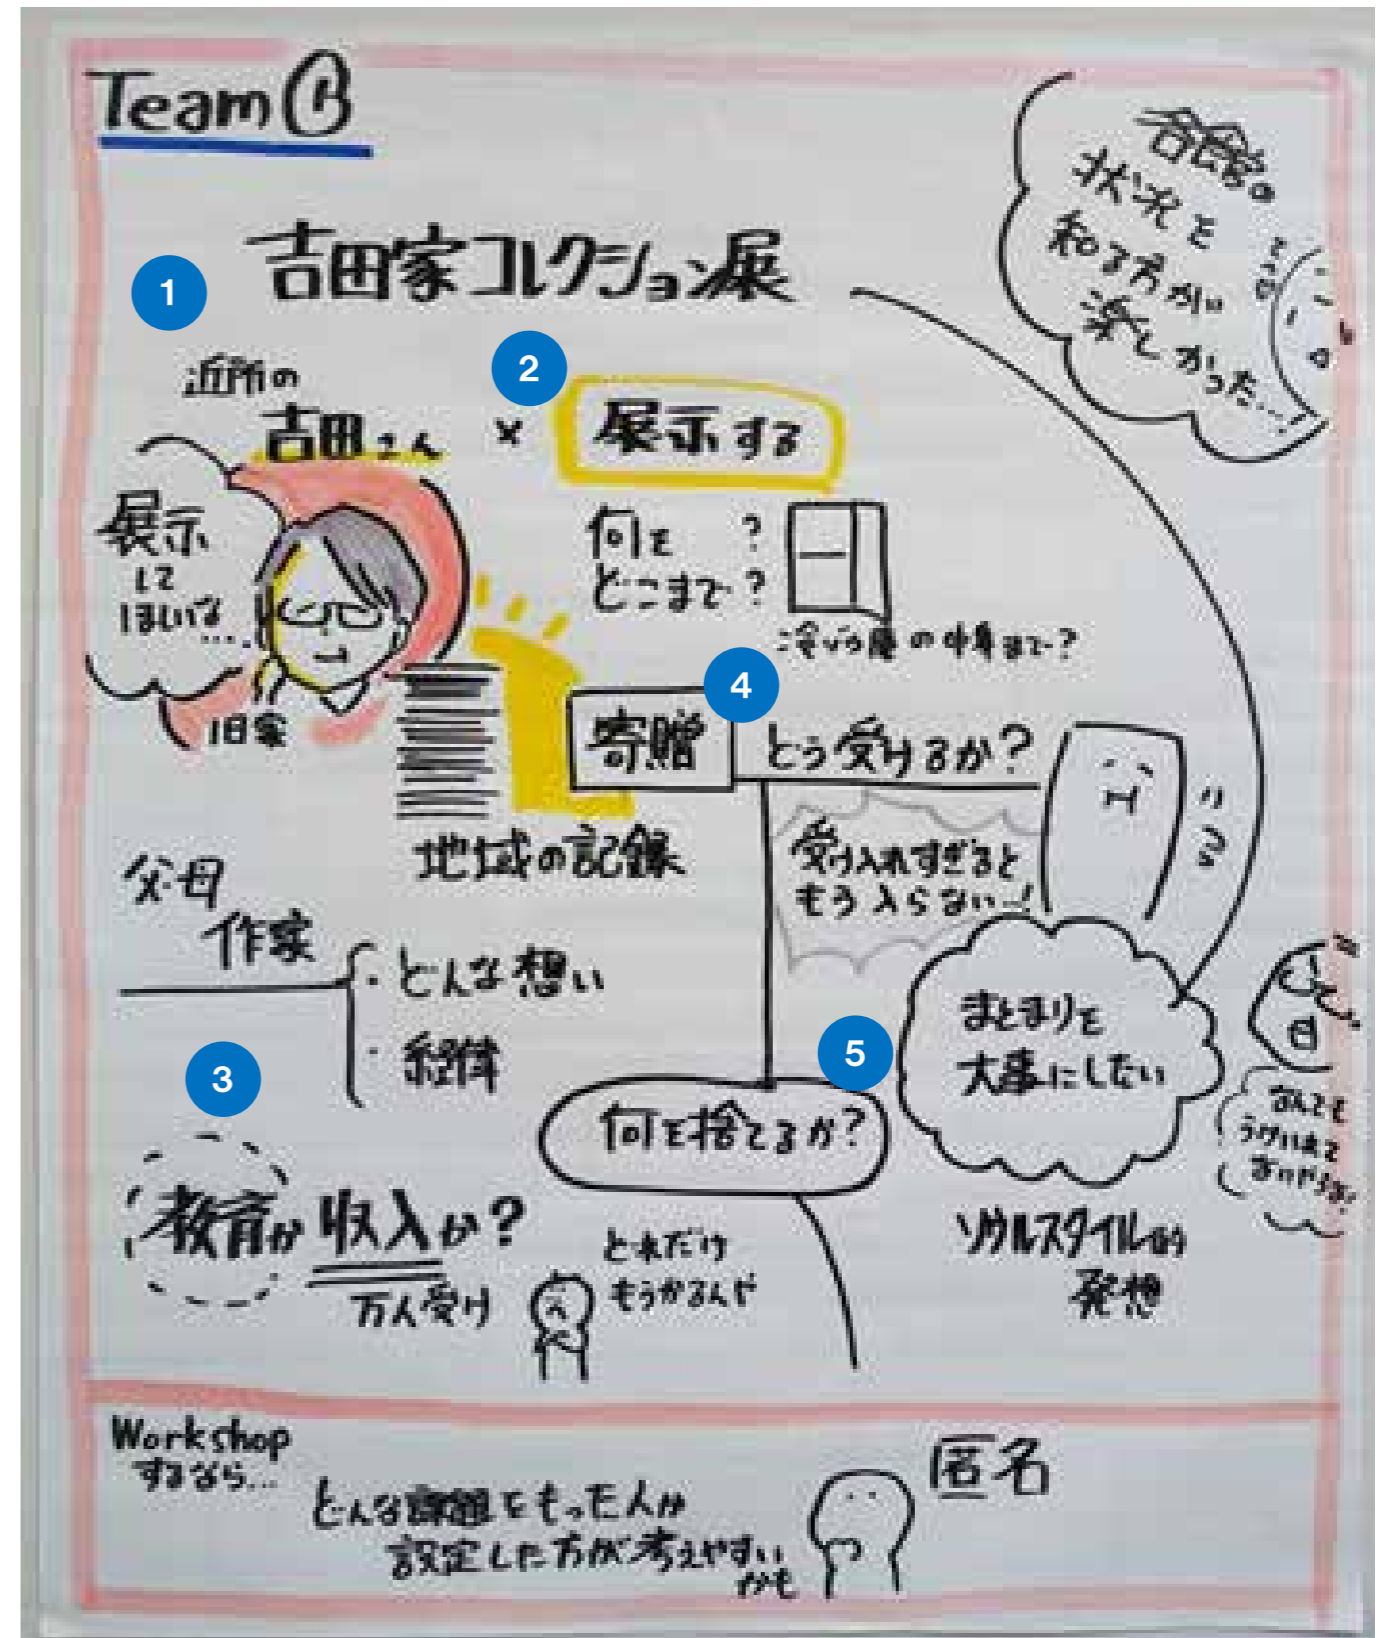 Team B
吉田家コレクション展
1
近所の
吉田さん
×
2
展示する
展示
して
ほしいな...
旧家
何を ?
どこまで?
冷ぞう庫の中身まで?
状況を
知る方が
楽しかった...
4
寄贈
どう受けるか?
地域の記録
受け入れすぎると
もう入らない…!
父・母
作家
・どんな想い
・経緯
3
5
まとまりを
大事にしたい
何を捨てるか?
教育か収入か?
万人受け
どれだけ
もうかるんや
ソウルスタイル的
発想
Workshop
するなら...
どんな課題をもった人か
設定した方が考えやすい
かも
匿名